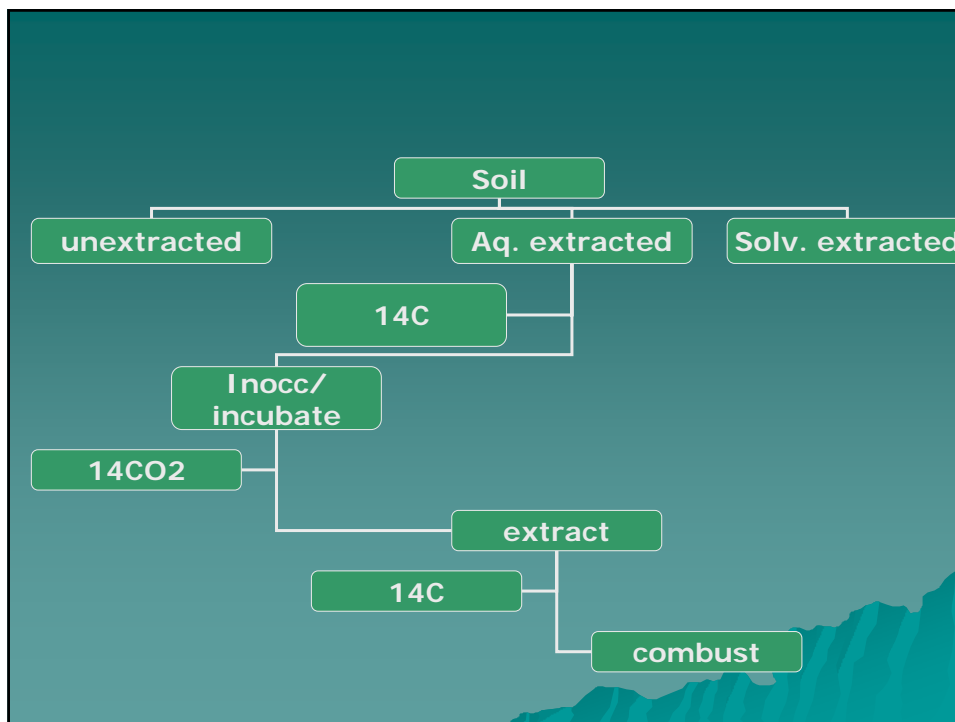 Soil
unextracted
Aq. extracted
Solv. extracted
14C
Inocc/
incubate
14CO2
extract
14C
combust